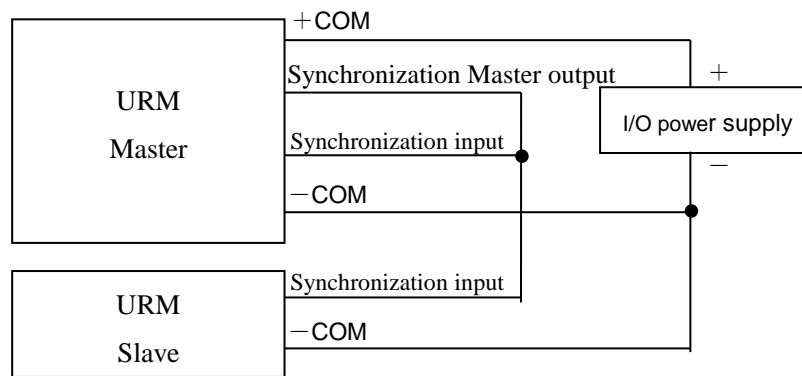 ＋COM
Synchronization Master output
URM
Master
＋
I/O power supply
Synchronization input
－
－COM
URM
Slave
Synchronization input
－COM